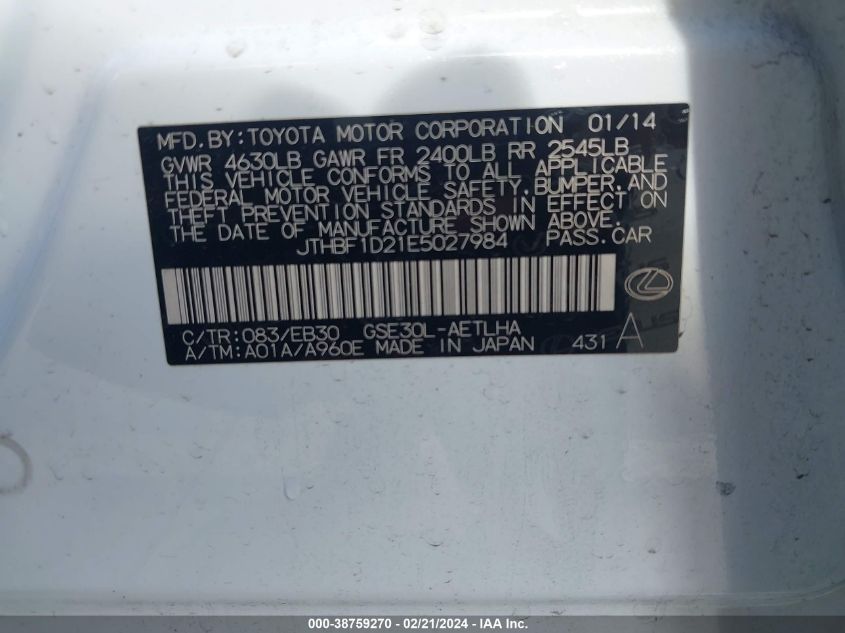 MFD.BY:TOYOTA MOTOR CORPORATION 01/14
GVWR 4630LB GAWR FR 2400LB RR 2545LB
THIS VEHICLE CONFORMS TO ALL APPLICABLE
FEDERAL MOTOR VEHICLE SAFETY,BUMPER,AND
THEFT PREVENTION STANDARDS IN EFFECT ON
THE DATE OF MANUFACTURE SHOWN ABOVE.
JTHBF1D21E5027984 PASS.CAR
C/TR:083/EB30 GSE30L-AETLHA
A/TM:A01A/A960E MADE IN JAPAN 431 A
000-38759270 - 02/21/2024 - IAA Inc.